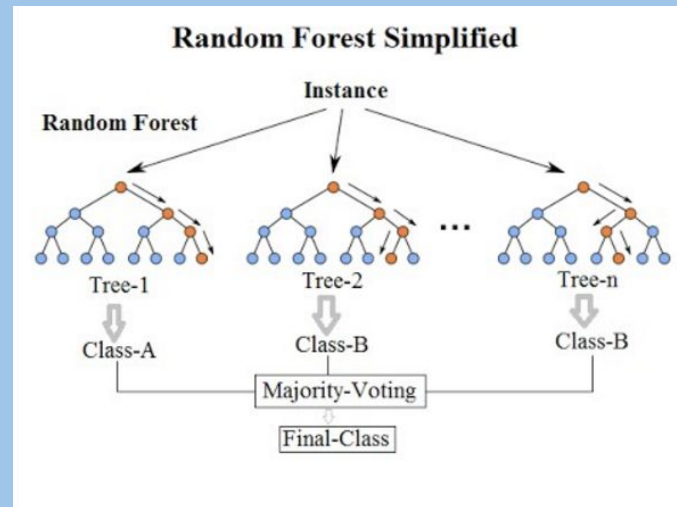 Random Forest Simplified
Instance
Random Forest
...
Tree-1
Tree-2
Tree-n
Class-A
Class-B
Class-B
Majority-Voting
Final-Class